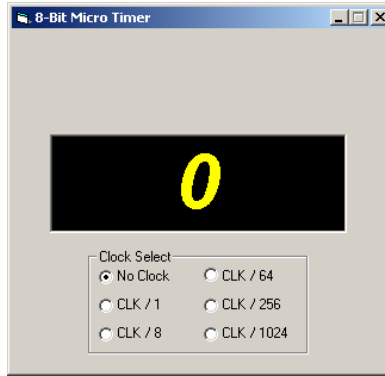 8-Bit Micro Timer
0
Clock Select
No Clock CLK / 64
CLK / 1 CLK / 256
CLK / 8 CLK / 1024